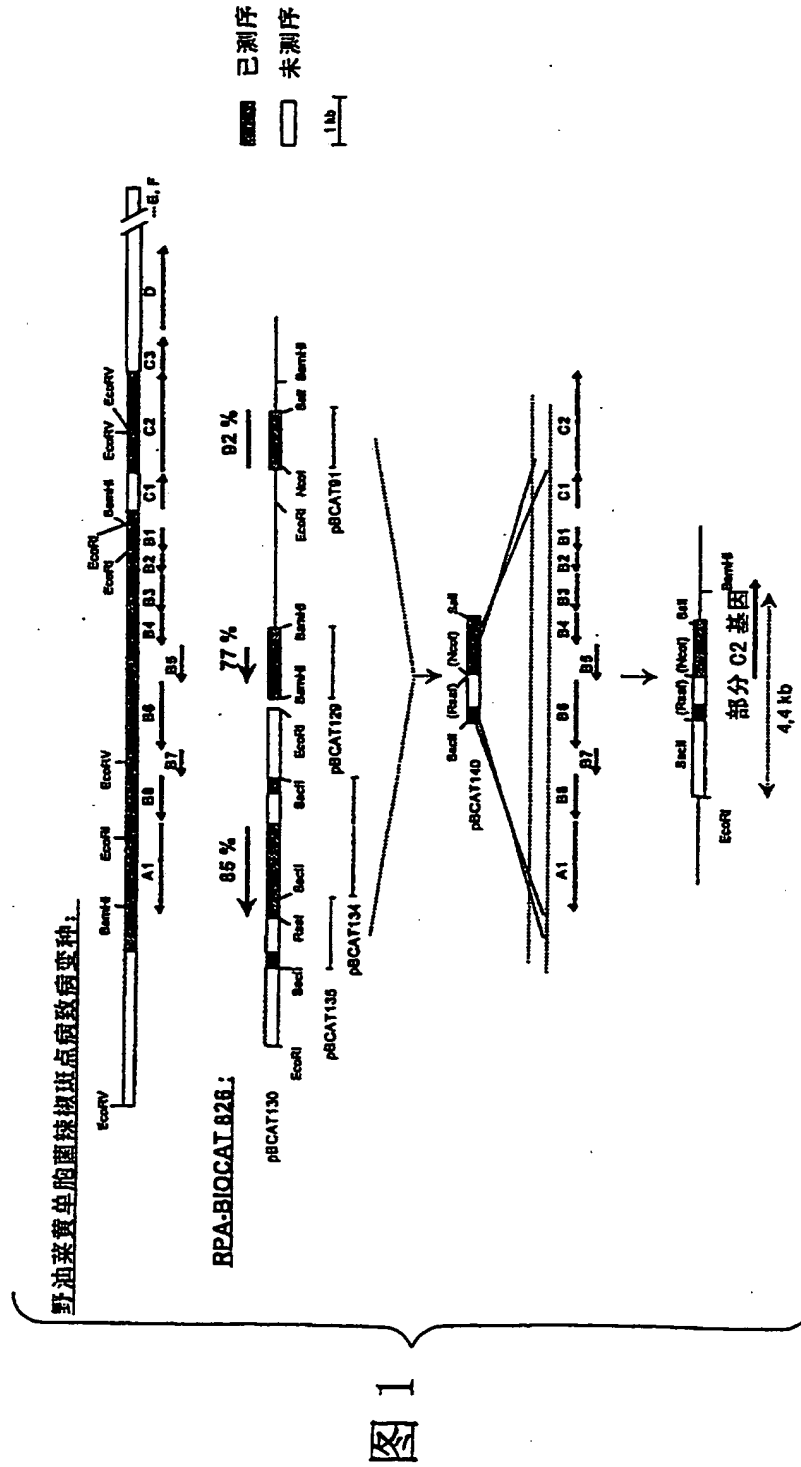 野油菜黄单胞菌辣椒斑点病致病变种:
EcoRV
BamHI
EcoRI
EcoRV
EcoRI
EcoRI
BamHI
EcoRV
EcoRV
A1
B8
B7
B6
B5
B4
B3
B2
B1
C1
C2
C3
D
...E, F
已测序
未测序
1 kb
RPA-BIOCAT 826:
85 %
77 %
92 %
pBCAT130
EcoRI
SacII
RsaI
SacII
SacII
EcoRI
BamHI
BamHI
EcoRI
NcoI
SalI
BamHI
pBCAT135
pBCAT134
pBCAT129
pBCAT91
SacII
(RsaI)
(NcoI)
SalI
pBCAT140
A1
B8
B7
B6
B5
B4
B3
B2
B1
C1
C2
EcoRI
SacII
(RsaI), (NcoI)
SalI
BamHI
部分 C2 基因
4,4 kb
图 1